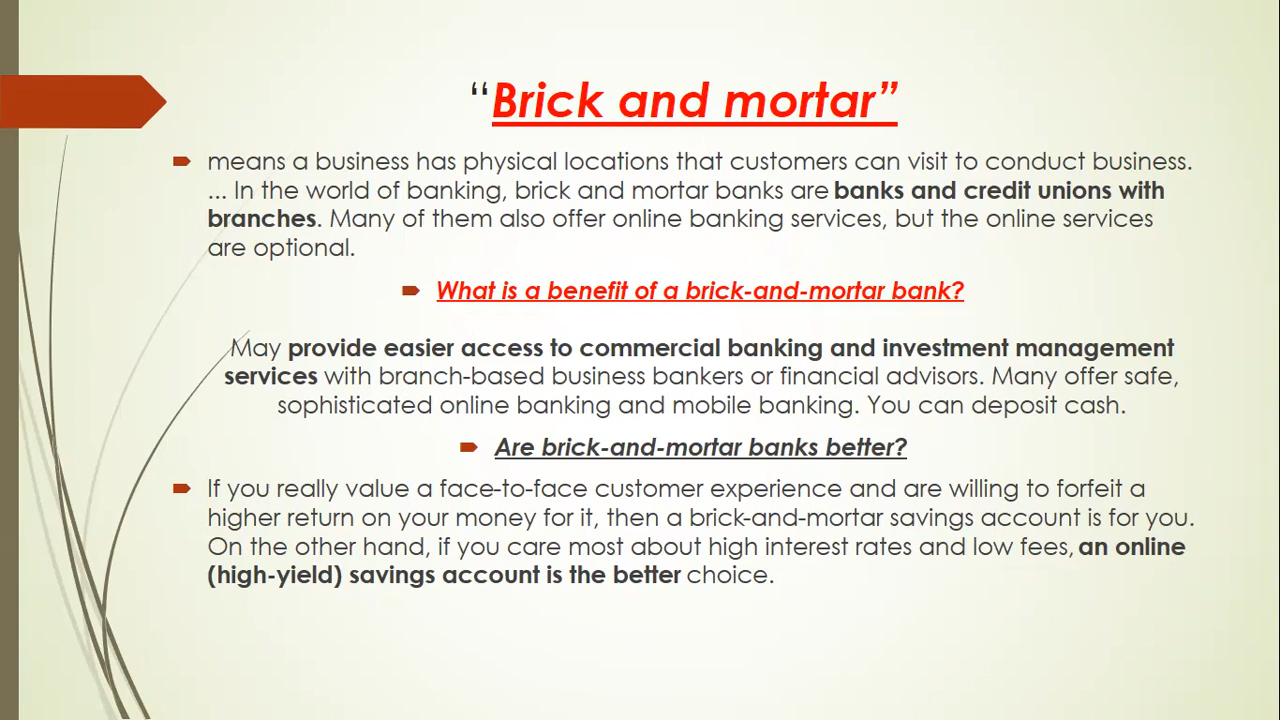 “Brick and mortar”
means a business has physical locations that customers can visit to conduct business.
... In the world of banking, brick and mortar banks are banks and credit unions with
branches. Many of them also offer online banking services, but the online services
are optional.
What is a benefit of a brick-and-mortar bank?
May provide easier access to commercial banking and investment management
services with branch-based business bankers or financial advisors. Many offer safe,
sophisticated online banking and mobile banking. You can deposit cash.
Are brick-and-mortar banks better?
If you really value a face-to-face customer experience and are willing to forfeit a
higher return on your money for it, then a brick-and-mortar savings account is for you.
On the other hand, if you care most about high interest rates and low fees, an online
(high-yield) savings account is the better choice.